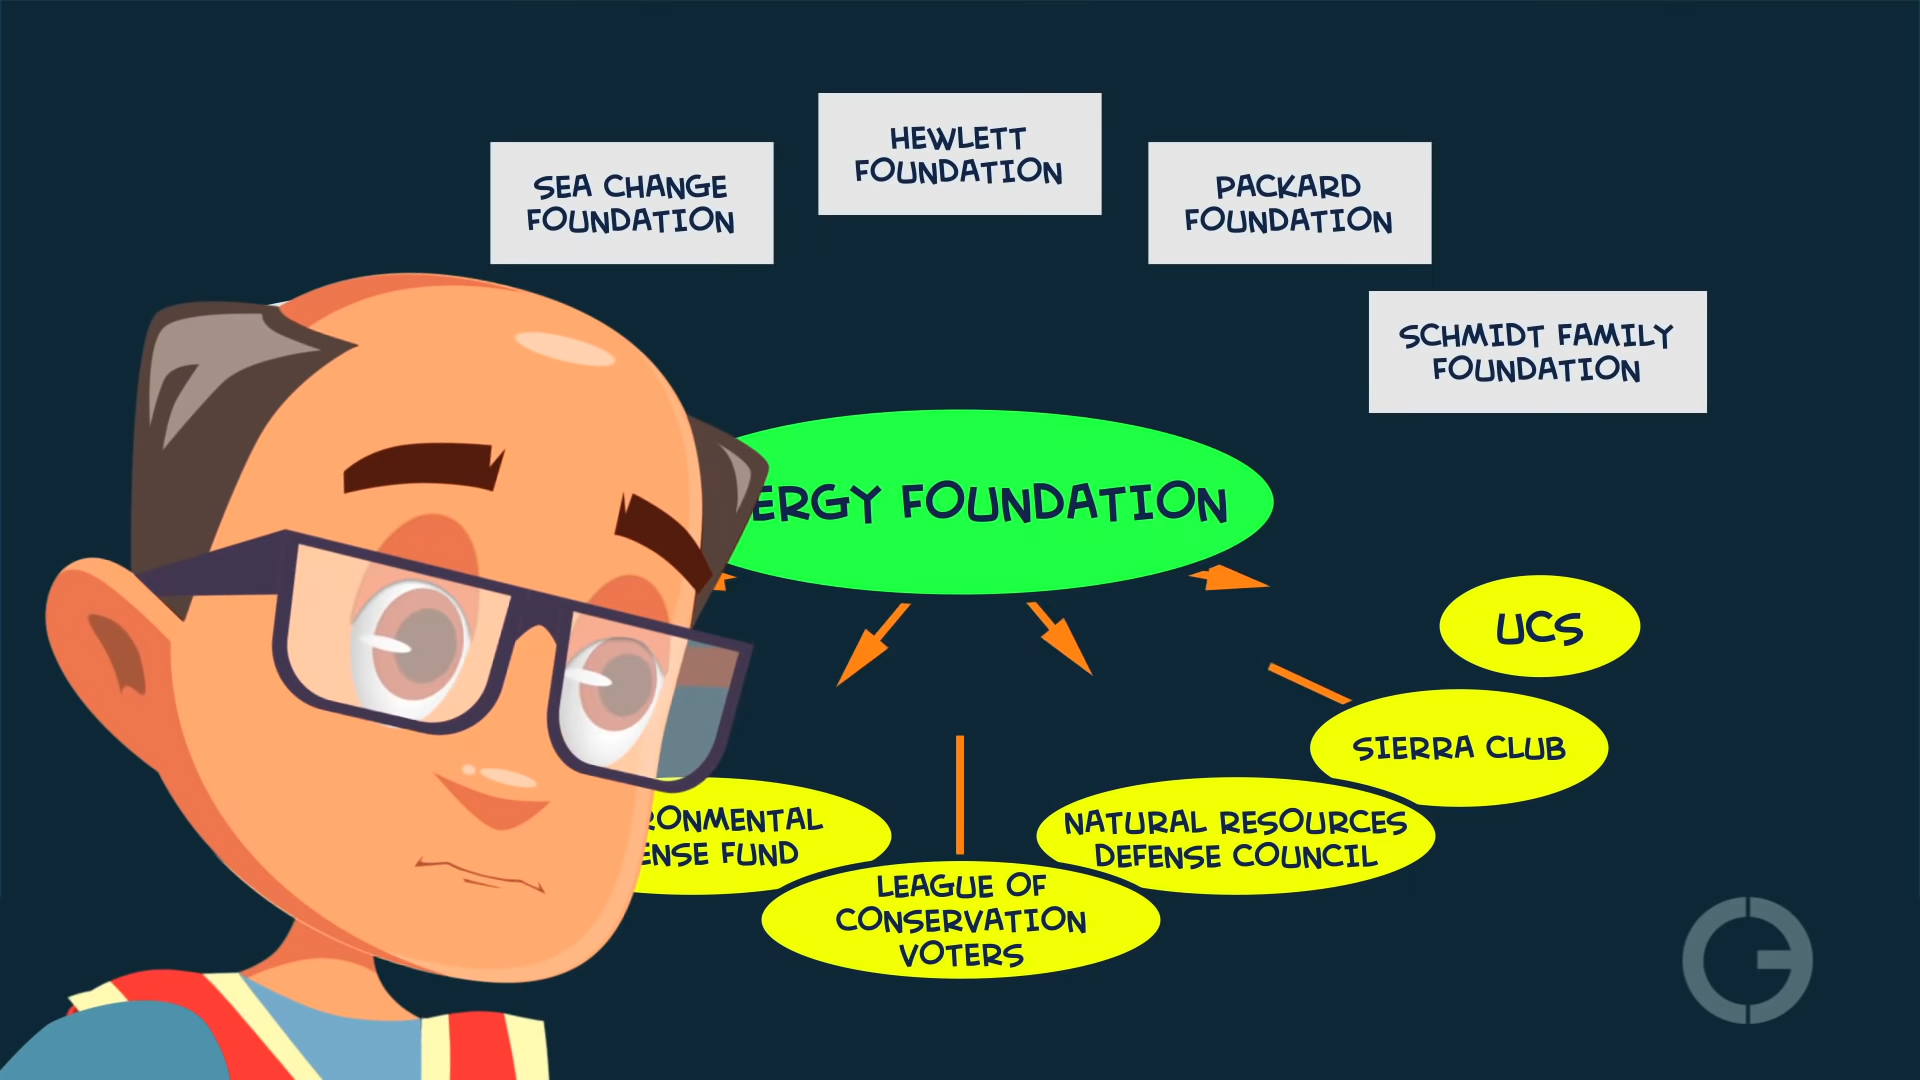 HEWLETT
FOUNDATION
SEA CHANGE
FOUNDATION
PACKARD
FOUNDATION
SCHMIDT FAMILY
FOUNDATION
ERGY FOUNDATION
UCS
SIERRA CLUB
RONMENTAL
ENSE FUND
NATURAL RESOURCES
DEFENSE COUNCIL
LEAGUE OF
CONSERVATION
VOTERS